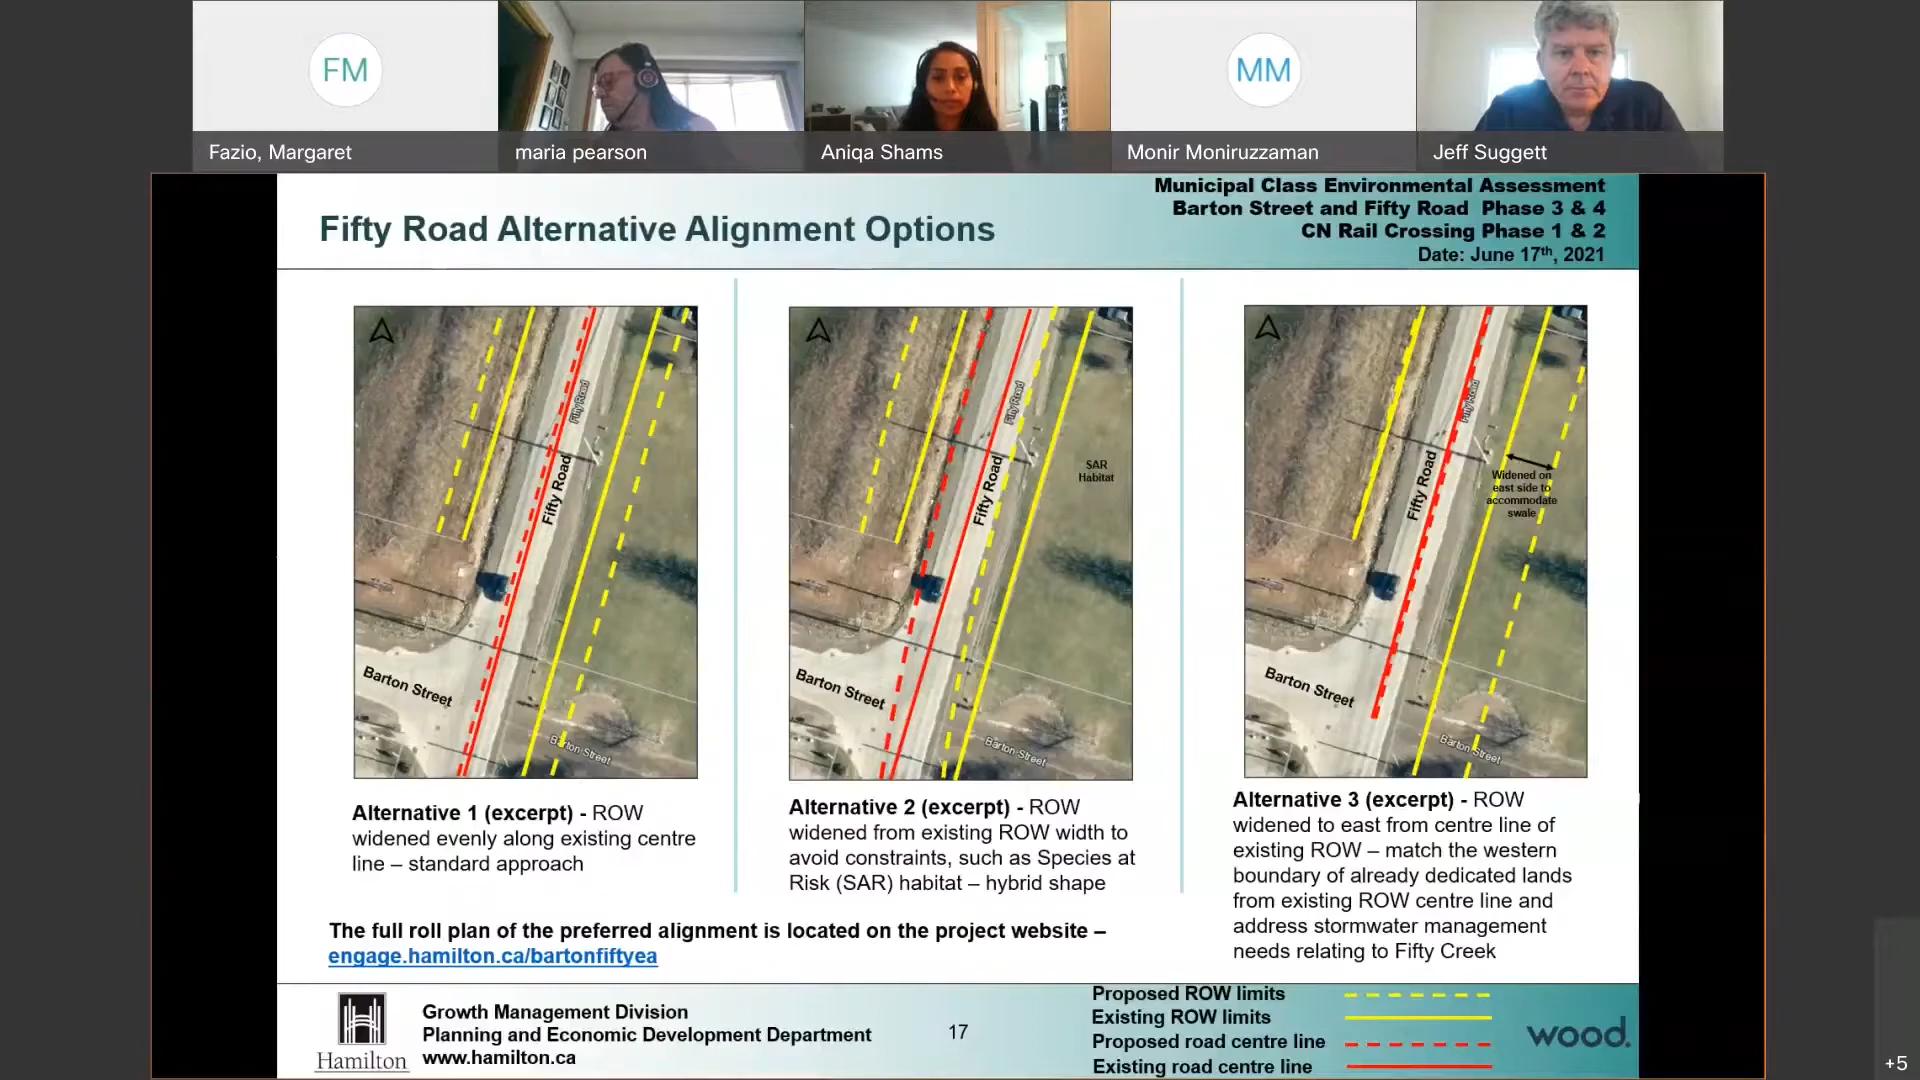 FM
MM
Fazio, Margaret
maria pearson
Aniqa Shams
Monir Moniruzzaman
Jeff Suggett
Fifty Road Alternative Alignment Options
Municipal Class Environmental Assessment
Barton Street and Fifty Road Phase 3 & 4
CN Rail Crossing Phase 1 & 2
Date: June 17th, 2021
Fifty Road
Fifty Road
Barton Street
Barton Street
Fifty Road
Fifty Road
SAR
Habitat
Barton Street
Barton Street
Fifty Road
Fifty Road
Widened on
east side to
accommodate
swale
Barton Street
Barton Street
Alternative 1 (excerpt) - ROW
widened evenly along existing centre
line – standard approach
Alternative 2 (excerpt) - ROW
widened from existing ROW width to
avoid constraints, such as Species at
Risk (SAR) habitat – hybrid shape
Alternative 3 (excerpt) - ROW
widened to east from centre line of
existing ROW – match the western
boundary of already dedicated lands
from existing ROW centre line and
address stormwater management
needs relating to Fifty Creek
The full roll plan of the preferred alignment is located on the project website –
engage.hamilton.ca/bartonfiftyea
Hamilton
Growth Management Division
Planning and Economic Development Department
www.hamilton.ca
17
Proposed ROW limits
Existing ROW limits
Proposed road centre line
Existing road centre line
wood.
+5